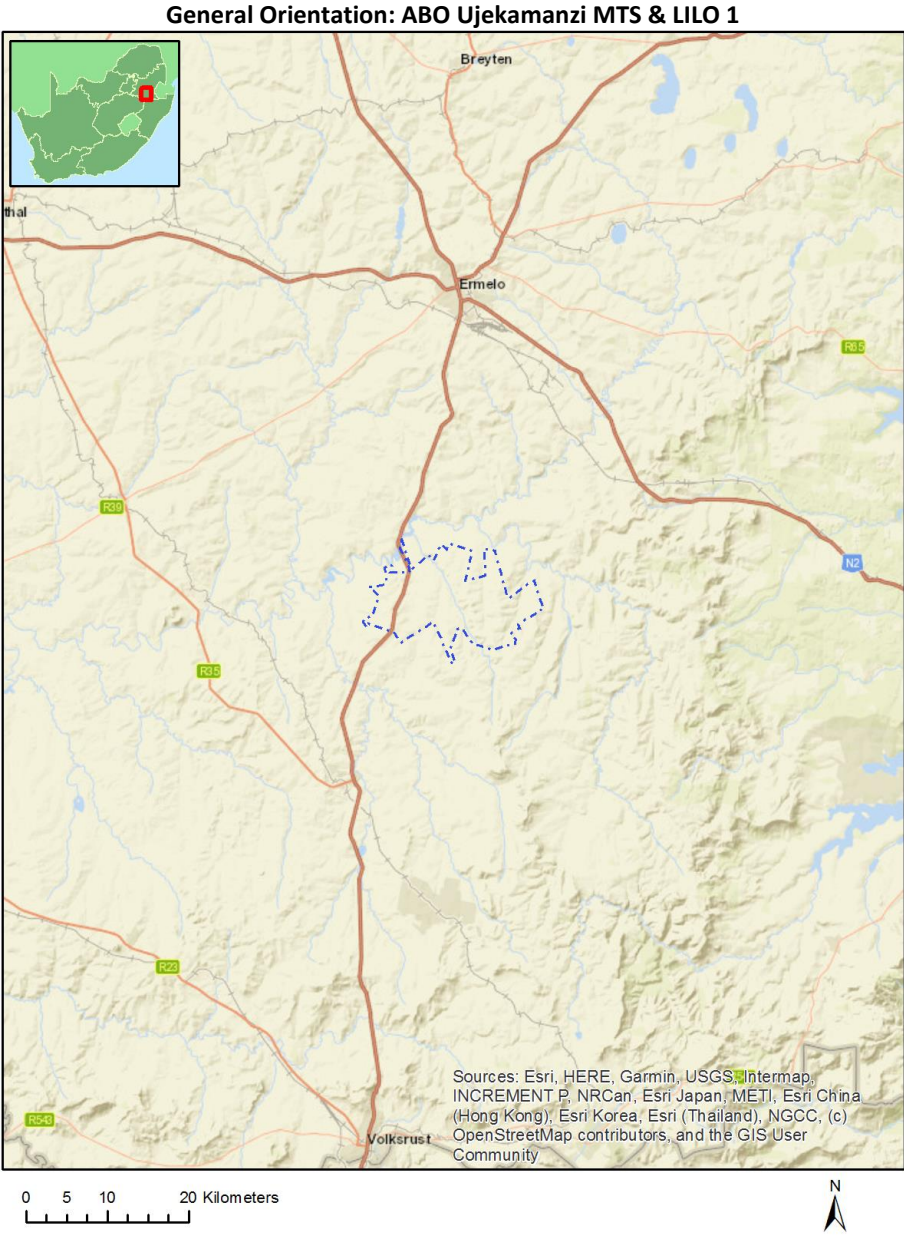 General Orientation: ABO Ujekamanzi MTS & LILO 1
Breyten
thal
Ermelo
R65
R39
N2
R35
R23
Sources: Esri, HERE, Garmin, USGS, Intermap,
INCREMENT P, NRCan, Esri Japan, METI, Esri China
(Hong Kong), Esri Korea, Esri (Thailand), NGCC, (c)
OpenStreetMap contributors, and the GIS User
Community
R543
Volksrust
0 5 10 20 Kilometers
N